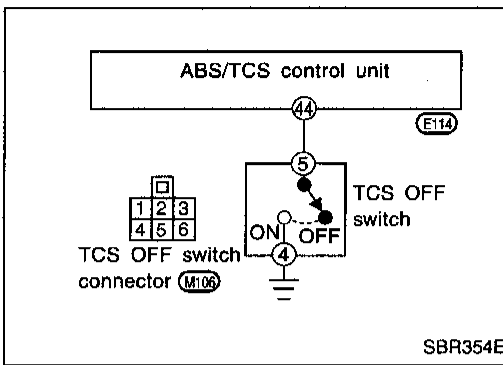 ABS/TCS control unit
44
E114
5
TCS OFF
switch
1 2 3
4 5 6
ON OFF
4
TCS OFF switch
connector M106
SBR354E